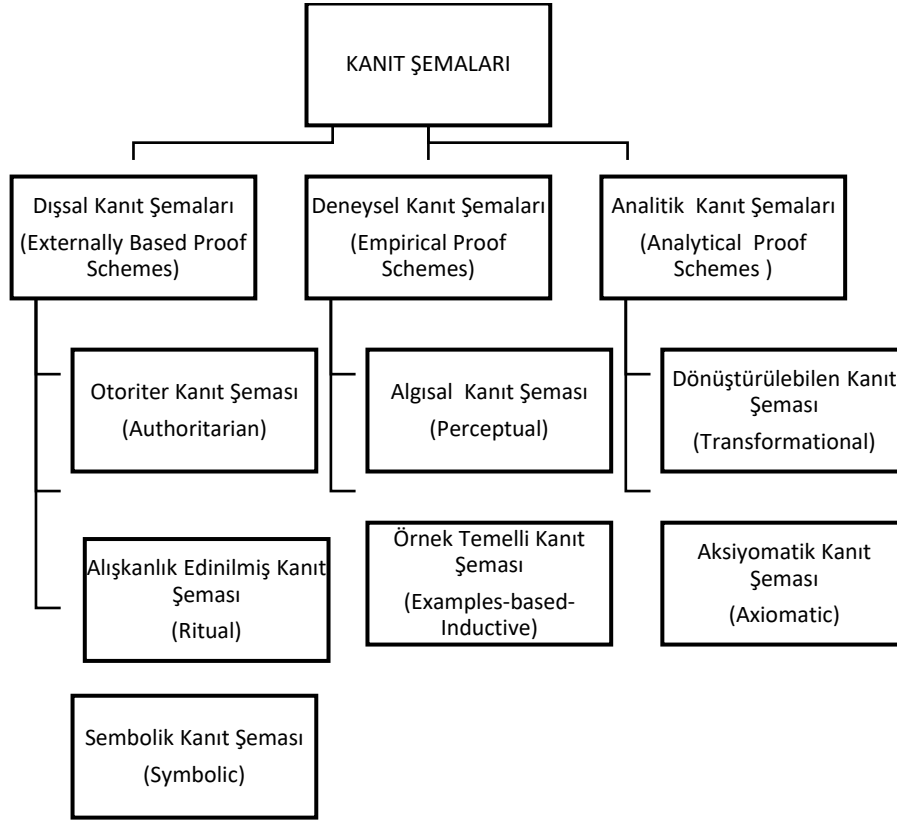 KANIT ŞEMALARI
Dışsal Kanıt Şemaları
(Externally Based Proof
Schemes)
Deneysel Kanıt Şemaları
(Empirical Proof
Schemes)
Analitik Kanıt Şemaları
(Analytical Proof
Schemes )
Otoriter Kanıt Şeması
(Authoritarian)
Algısal Kanıt Şeması
(Perceptual)
Dönüştürülebilen Kanıt
Şeması
(Transformational)
Alışkanlık Edinilmiş Kanıt
Şeması
(Ritual)
Örnek Temelli Kanıt
Şeması
(Examples-based-
Inductive)
Aksiyomatik Kanıt
Şeması
(Axiomatic)
Sembolik Kanıt Şeması
(Symbolic)